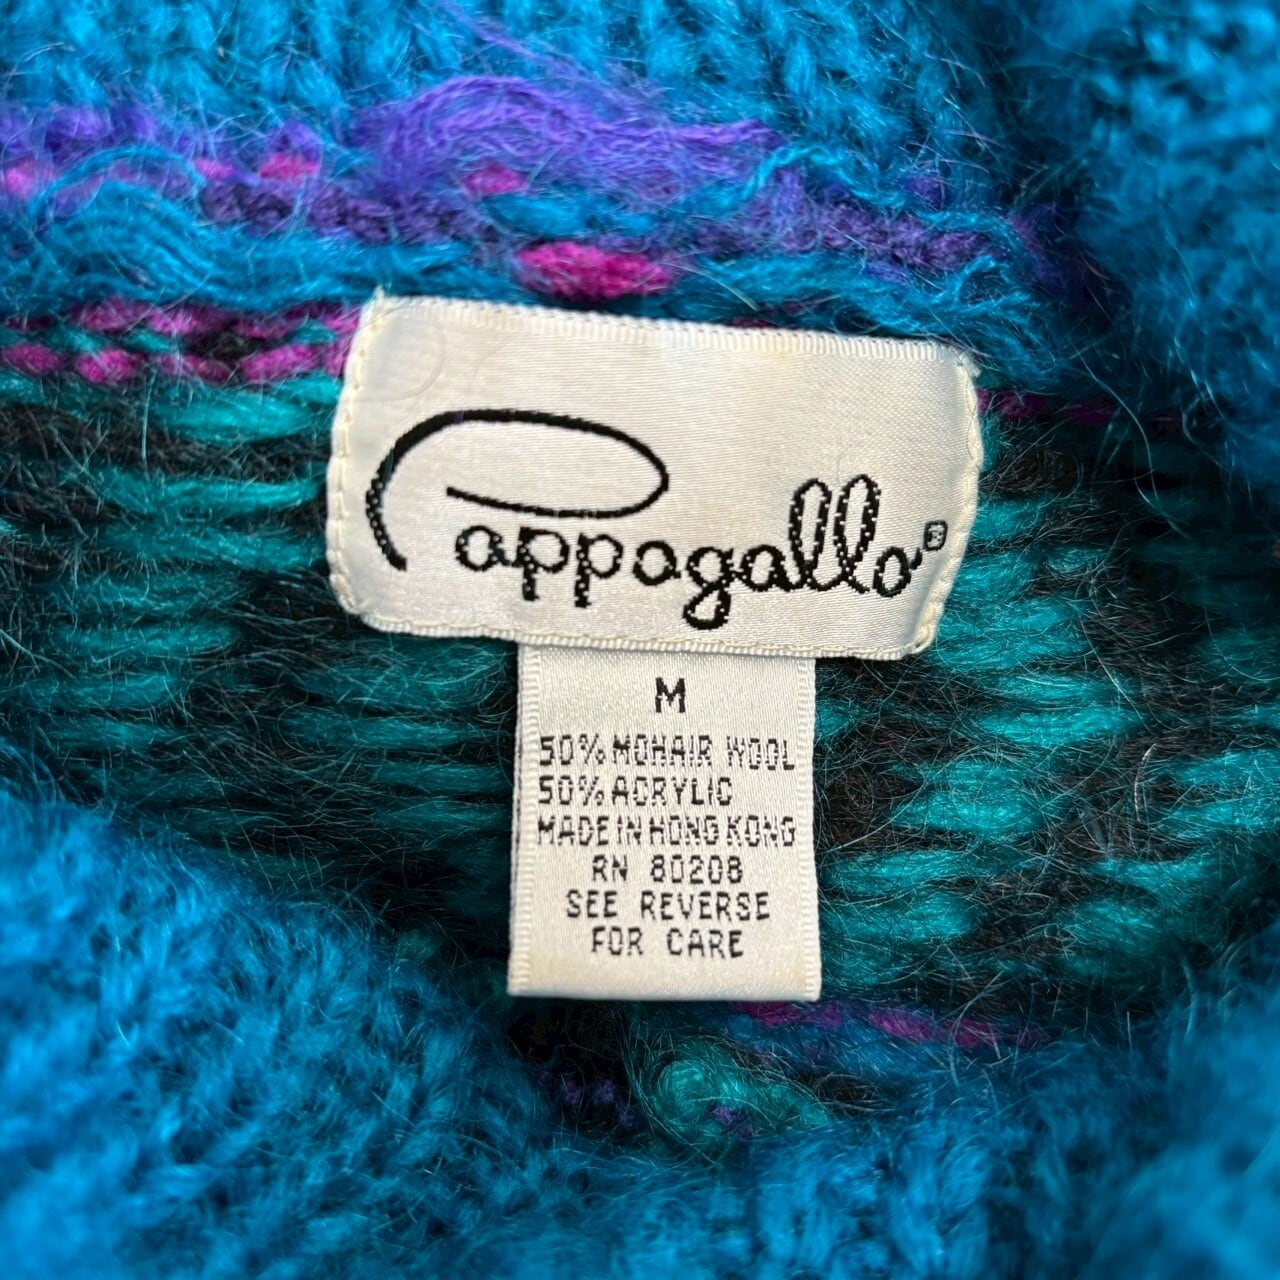 Pappagallo®
M
50% MOHAIR WOOL
50% ACRYLIC
MADE IN HONG KONG
RN 80208
SEE REVERSE
FOR CARE